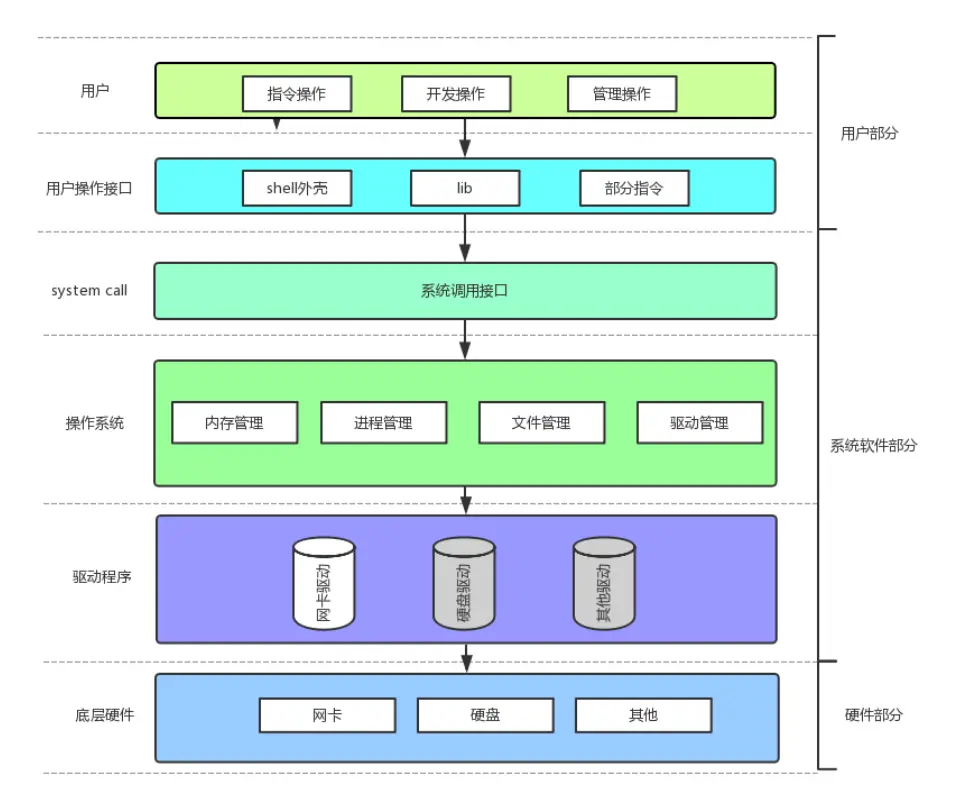 用户
指令操作
开发操作
管理操作
用户部分
用户操作接口
shell外壳
lib
部分指令
system call
系统调用接口
操作系统
内存管理
进程管理
文件管理
驱动管理
系统软件部分
驱动程序
网卡驱动
硬盘驱动
其他驱动
底层硬件
网卡
硬盘
其他
硬件部分